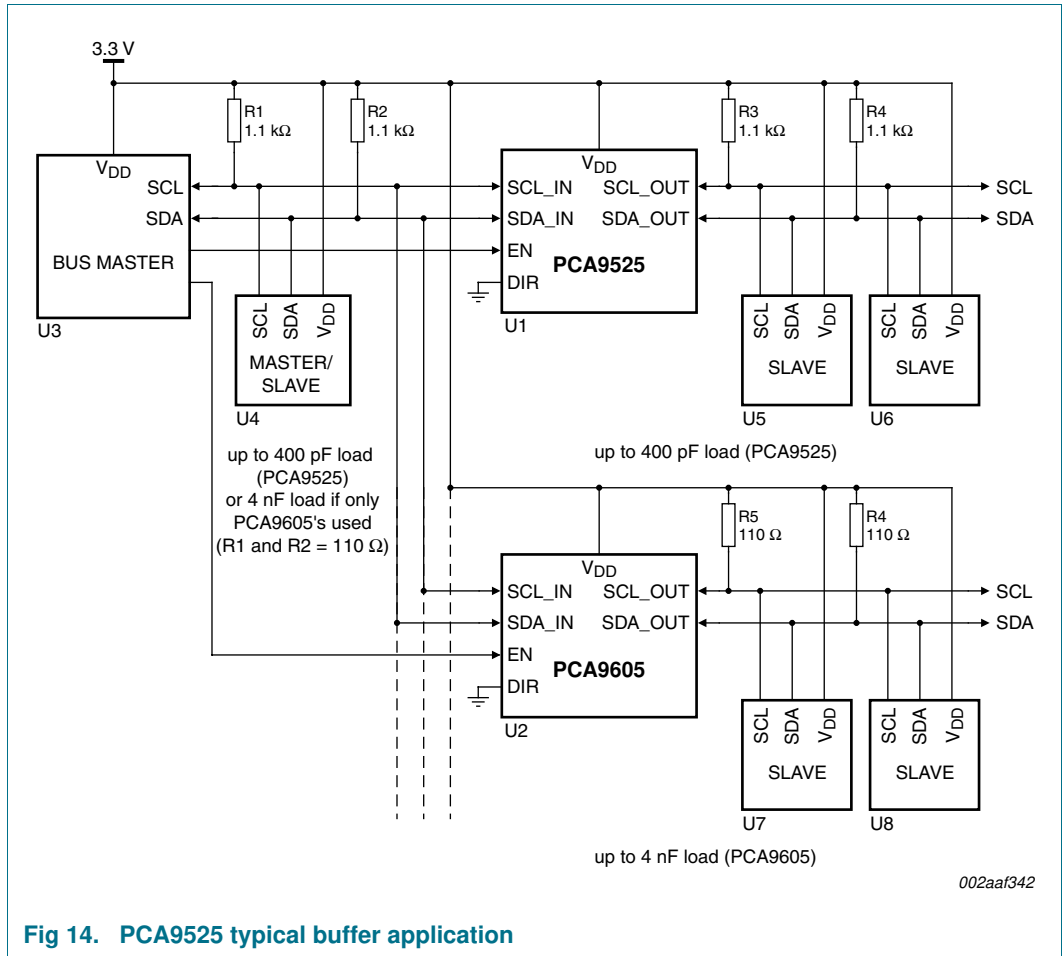 3.3 V
R1
1.1 kΩ
R2
1.1 kΩ
R3
1.1 kΩ
R4
1.1 kΩ
VDD
SCL
SDA
BUS MASTER
U3
VDD
SCL_IN
SCL_OUT
SDA_IN
SDA_OUT
EN
PCA9525
DIR
U1
SCL
SDA
SCL
SDA
VDD
MASTER/
SLAVE
U4
SCL
SDA
VDD
SLAVE
U5
SCL
SDA
VDD
SLAVE
U6
up to 400 pF load
(PCA9525)
or 4 nF load if only
PCA9605's used
(R1 and R2 = 110 Ω)
up to 400 pF load (PCA9525)
R5
110 Ω
R4
110 Ω
VDD
SCL_IN
SCL_OUT
SDA_IN
SDA_OUT
EN
PCA9605
DIR
U2
SCL
SDA
SCL
SDA
VDD
SLAVE
U7
SCL
SDA
VDD
SLAVE
U8
up to 4 nF load (PCA9605)
002aaf342
Fig 14. PCA9525 typical buffer application